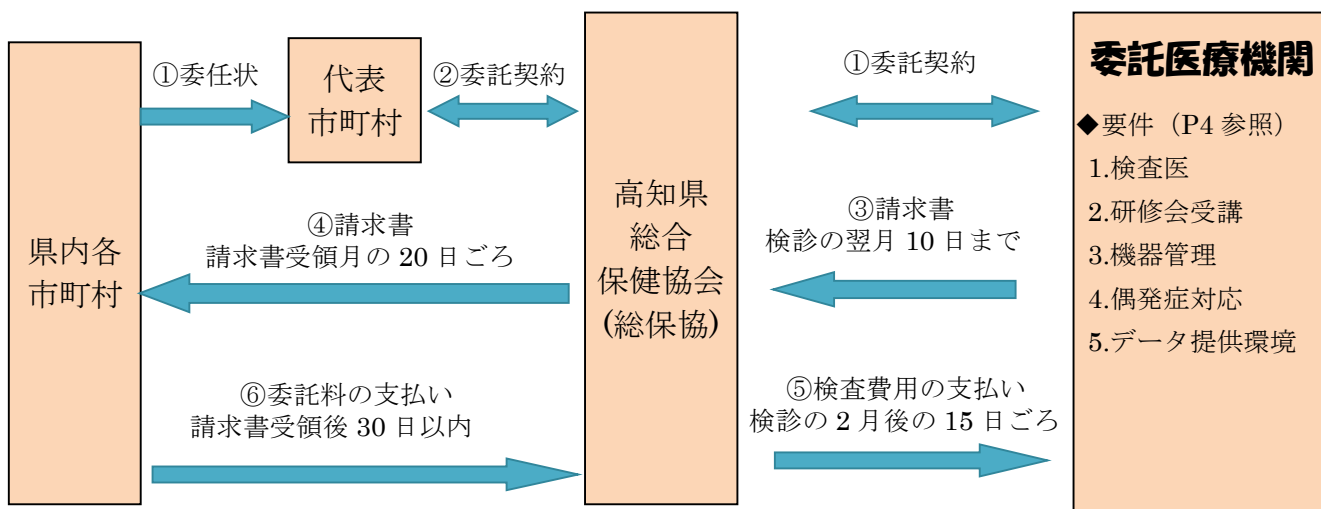 ①委任状
代表
市町村
②委託契約
①委託契約
委託医療機関
◆要件（P4 参照）
1.検査医
2.研修会受講
3.機器管理
4.偶発症対応
5.データ提供環境
県内各
市町村
高知県
総合
保健協会
(総保協)
④請求書
請求書受領月の 20 日ごろ
③請求書
検診の翌月 10 日まで
⑥委託料の支払い
請求書受領後 30 日以内
⑤検査費用の支払い
検診の 2 月後の 15 日ごろ